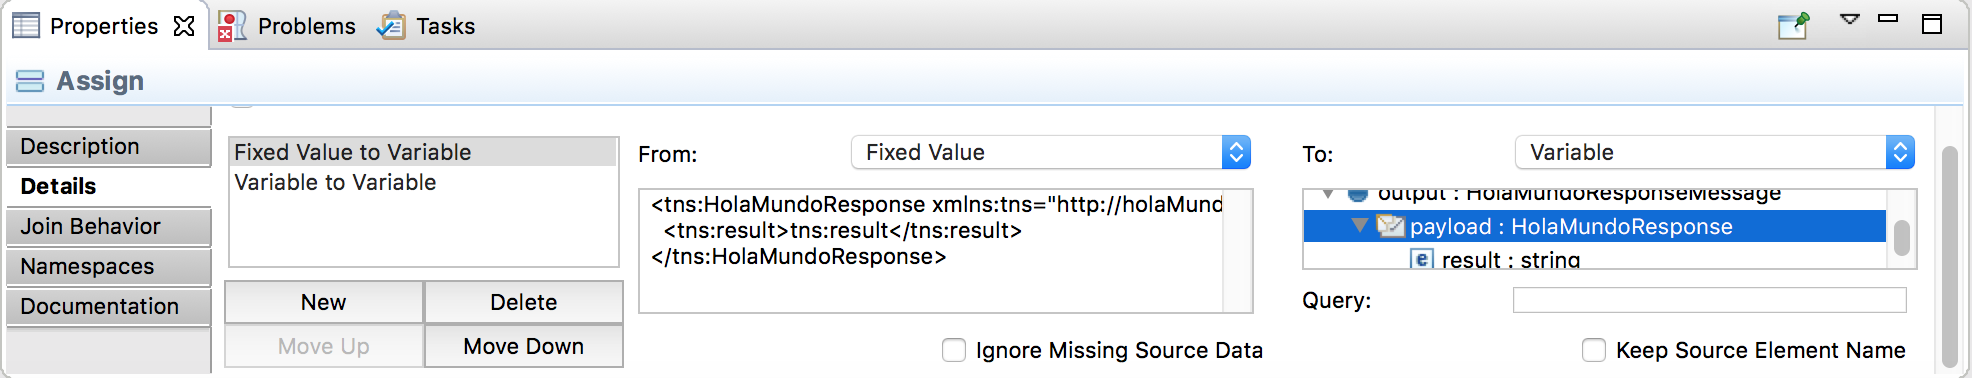 Properties Problems Tasks
Assign
Description
Details
Join Behavior
Namespaces
Documentation
Fixed Value to Variable
Variable to Variable
New Delete
Move Up Move Down
From: Fixed Value
<tns:HolaMundoResponse xmlns:tns="http://holaMund
<tns:result>tns:result</tns:result>
</tns:HolaMundoResponse>
Ignore Missing Source Data
To: Variable
output : HolaMundoResponseMessage
payload : HolaMundoResponse
e result : string
Query:
Keep Source Element Name